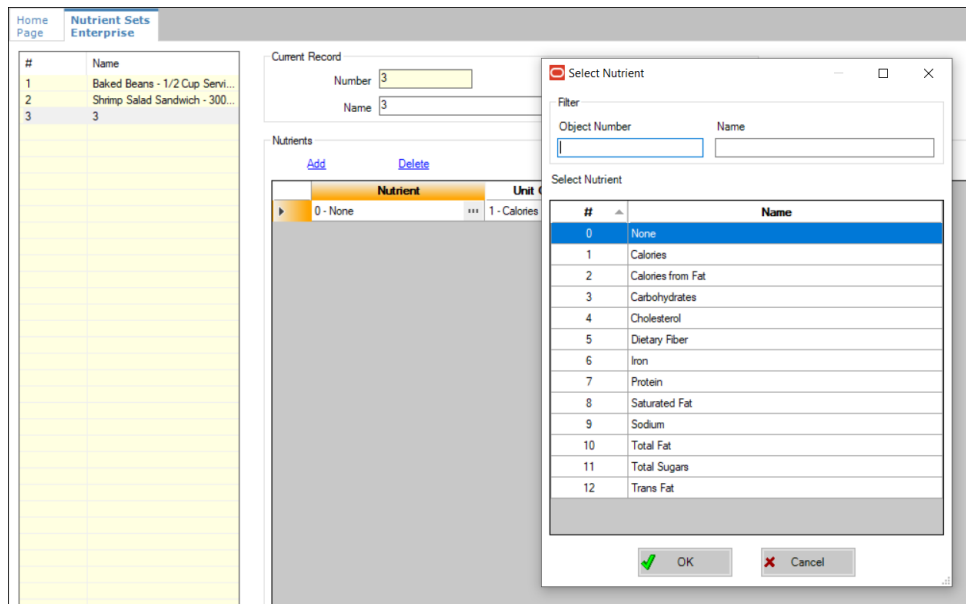 Home Page
Nutrient Sets Enterprise
# Name
1 Baked Beans - 1/2 Cup Servi...
2 Shrimp Salad Sandwich - 300...
3 3
Current Record
Number 3
Name 3
Nutrients
Add Delete
Nutrient Unit
0 - None ... 1 - Calories
Select Nutrient
Filter
Object Number Name
Select Nutrient
# Name
0 None
1 Calories
2 Calories from Fat
3 Carbohydrates
4 Cholesterol
5 Dietary Fiber
6 Iron
7 Protein
8 Saturated Fat
9 Sodium
10 Total Fat
11 Total Sugars
12 Trans Fat
OK Cancel